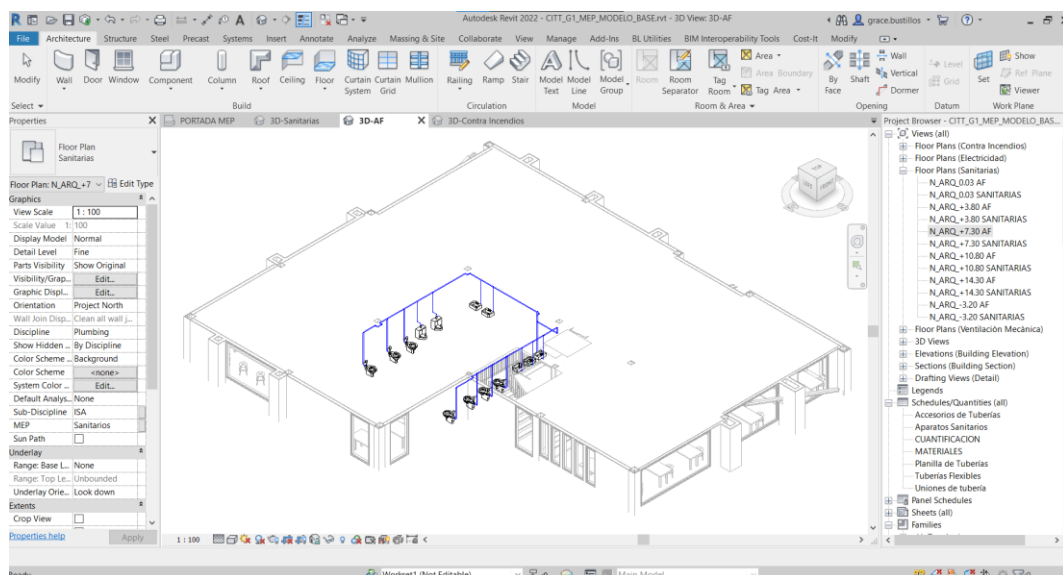 Autodesk Revit 2022 - CITT_G1_MEP_MODELO_BASE.rvt - 3D View: 3D-AF
grace.bustillos
File Architecture Structure Steel Precast Systems Insert Annotate Analyze Massing & Site Collaborate View Manage Add-Ins BL Utilities BIM Interoperability Tools Cost-It Modify
Modify Wall Door Window Component Column Roof Ceiling Floor Curtain System Curtain Grid Mullion Railing Ramp Stair Model Text Model Line Model Group Room Room Separator Tag Room
Area
Area Boundary
Tag Area
By Face Shaft
Wall
Vertical
Dormer
Level
Grid
Set
Show
Ref Plane
Viewer
Select Build Circulation Model Room & Area Opening Datum Work Plane
Properties
PORTADA MEP 3D-Sanitarias 3D-AF 3D-Contra Incendios
Project Browser - CITT_G1_MEP_MODELO_BAS...
Floor Plan
Sanitarias
Floor Plan: N_ARQ_+7 Edit Type
Graphics
View Scale 1 : 100
Scale Value 1: 100
Display Model Normal
Detail Level Fine
Parts Visibility Show Original
Visibility/Grap... Edit...
Graphic Displ... Edit...
Orientation Project North
Wall Join Disp... Clean all wall j...
Discipline Plumbing
Show Hidden ... By Discipline
Color Scheme ... Background
Color Scheme <none>
System Color ... Edit...
Default Analys... None
Sub-Discipline ISA
MEP Sanitarios
Sun Path
Underlay
Range: Base L... None
Range: Top Le... Unbounded
Underlay Orie... Look down
Extents
Crop View
Properties help Apply
TOP
LEFT FRONT
1 : 100
Views (all)
Floor Plans (Contra Incendios)
Floor Plans (Electricidad)
Floor Plans (Sanitarias)
N_ARQ_0.03 AF
N_ARQ_0.03 SANITARIAS
N_ARQ_+3.80 AF
N_ARQ_+3.80 SANITARIAS
N_ARQ_+7.30 AF
N_ARQ_+7.30 SANITARIAS
N_ARQ_+10.80 AF
N_ARQ_+10.80 SANITARIAS
N_ARQ_+14.30 AF
N_ARQ_+14.30 SANITARIAS
N_ARQ_-3.20 AF
N_ARQ_-3.20 SANITARIAS
Floor Plans (Ventilación Mecánica)
3D Views
Elevations (Building Elevation)
Sections (Building Section)
Drafting Views (Detail)
Legends
Schedules/Quantities (all)
Accesorios de Tuberías
Aparatos Sanitarios
CUANTIFICACION
MATERIALES
Planilla de Tuberías
Tuberías Flexibles
Uniones de tubería
Panel Schedules
Sheets (all)
Families
Ready
Workset1 (Not Editable)
Main Model